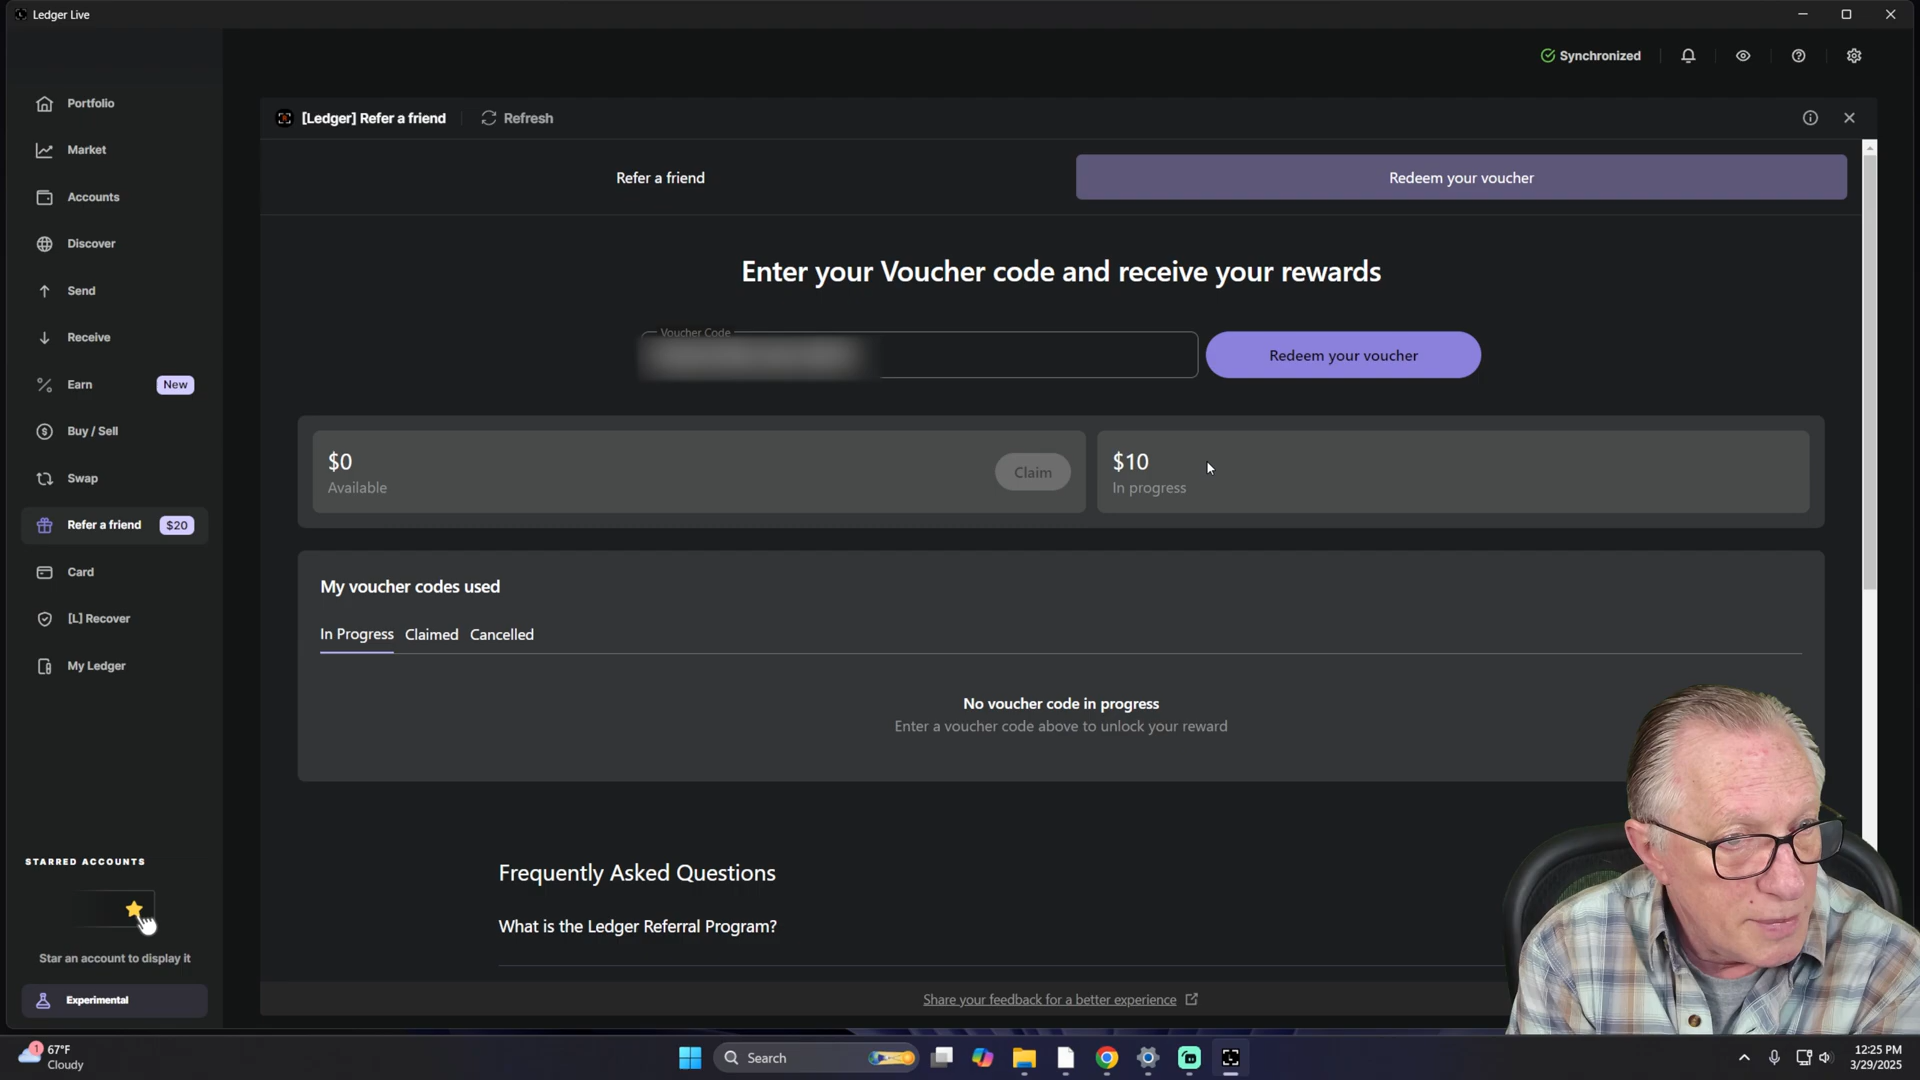 Ledger Live
Synchronized
Portfolio
Market
Accounts
Discover
Send
Receive
Earn New
Buy / Sell
Swap
Refer a friend $20
Card
[L] Recover
My Ledger
STARRED ACCOUNTS
Star an account to display it
Experimental
[Ledger] Refer a friend
Refresh
Refer a friend
Redeem your voucher
Enter your Voucher code and receive your rewards
Voucher Code
Redeem your voucher
$0
Available
Claim
$10
In progress
My voucher codes used
In Progress Claimed Cancelled
No voucher code in progress
Enter a voucher code above to unlock your reward
Frequently Asked Questions
What is the Ledger Referral Program?
Share your feedback for a better experience
1
67°F
Cloudy
Search
12:25 PM
3/29/2025